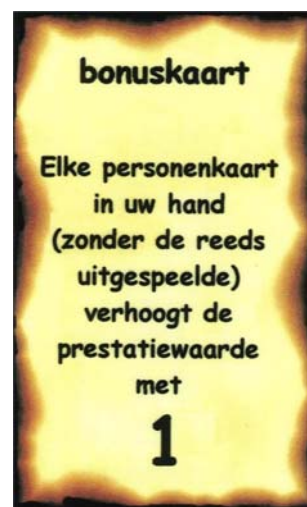 bonuskaart
Elke personenkaart
in uw hand
(zonder de reeds
uitgespeelde)
verhoogt de
prestatiewaarde
met
1